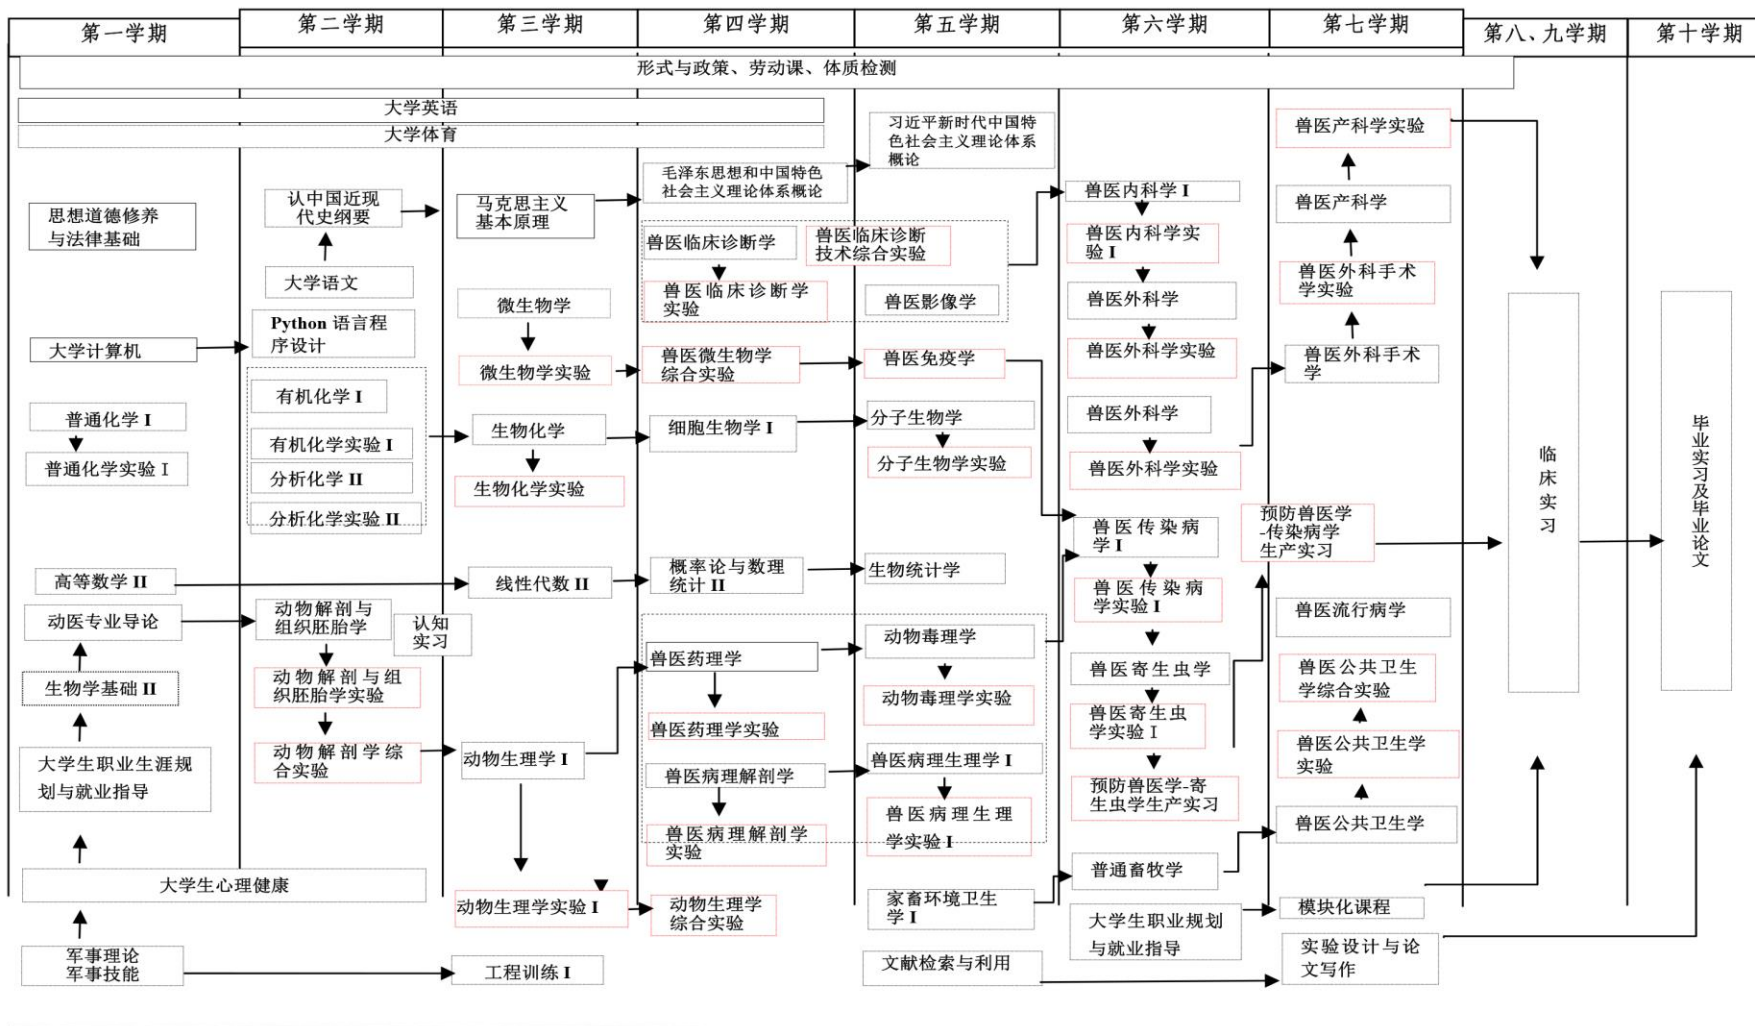 第一学期
第二学期
第三学期
第四学期
第五学期
第六学期
第七学期
第八、九学期
第十学期
形式与政策、劳动课、体质检测
大学英语
大学体育
思想道德修养
与法律基础
大学计算机
普通化学 I
普通化学实验 I
高等数学 II
动医专业导论
生物学基础 II
大学生职业生涯规
划与就业指导
大学生心理健康
军事理论
军事技能
认中国近现
代史纲要
大学语文
Python 语言程
序设计
有机化学 I
有机化学实验 I
分析化学 II
分析化学实验 II
动物解剖与
组织胚胎学
认知
实习
动物解剖与组
织胚胎学实验
动物解剖学综
合实验
马克思主义
基本原理
微生物学
微生物学实验
生物化学
生物化学实验
线性代数 II
动物生理学 I
动物生理学实验 I
工程训练 I
毛泽东思想和中国特色
社会主义理论体系概论
兽医临床诊断学
兽医临床诊断
技术综合实验
兽医临床诊断学
实验
兽医微生物学
综合实验
细胞生物学 I
概率论与数理
统计 II
兽医药理学
兽医药理学实验
兽医病理解剖学
兽医病理解剖学
实验
动物生理学
综合实验
习近平新时代中国特
色社会主义理论体系
概论
兽医影像学
兽医免疫学
分子生物学
分子生物学实验
生物统计学
动物毒理学
动物毒理学实验
兽医病理生理学 I
兽医病理生理
学实验 I
家畜环境卫生
学 I
文献检索与利用
兽医内科学 I
兽医内科学实
验 I
兽医外科学
兽医外科学实验
兽医外科学
兽医外科学实验
兽医传染病
学 I
兽医传染病
学实验 I
兽医寄生虫学
兽医寄生虫
学实验 I
预防兽医学-寄
生虫学生产实习
普通畜牧学
大学生职业规划
与就业指导
兽医产科学实验
兽医产科学
兽医外科手术
学实验
兽医外科手术
学
预防兽医学
-传染病学
生产实习
兽医流行病学
兽医公共卫生
学综合实验
兽医公共卫生学
实验
兽医公共卫生学
模块化课程
实验设计与论
文写作
临床实习
毕业实习及毕业论文